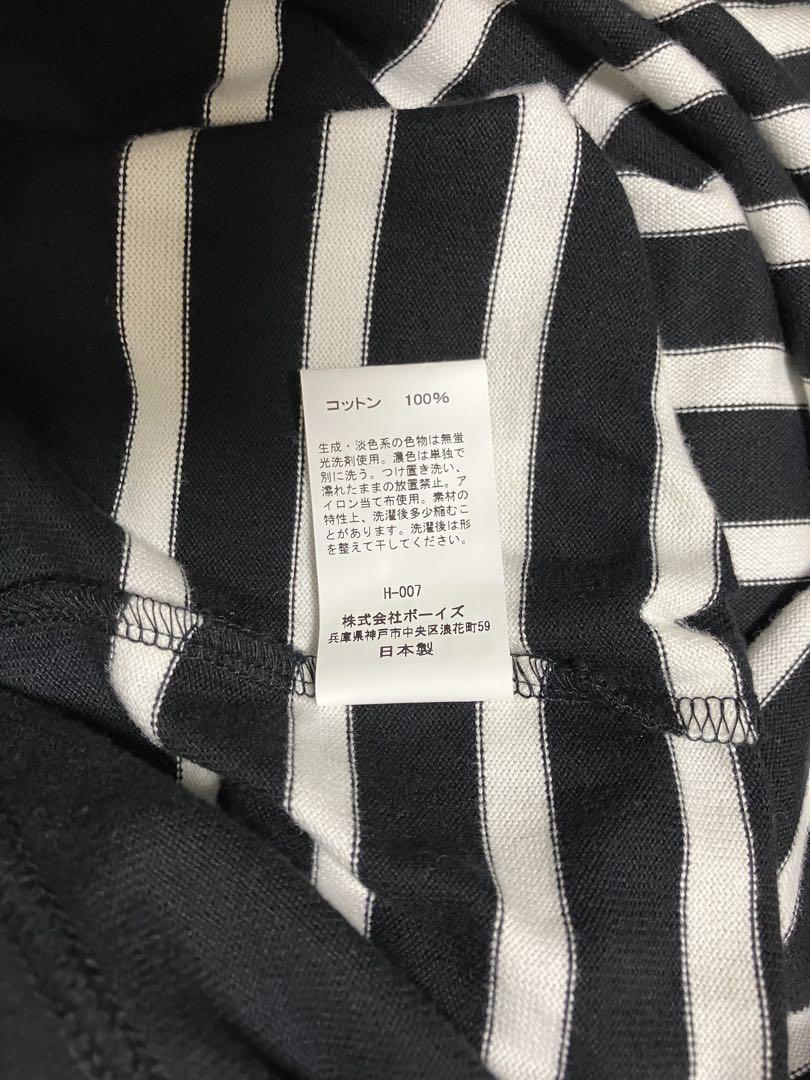 コットン　100％
生成・淡色系の色物は無蛍
光洗剤使用。濃色は単独で
別に洗う。つけ置き洗い、
濡れたままの放置禁止。ア
イロン当て布使用。素材の
特性上、洗濯後多少縮むこ
とがあります。洗濯後は形
を整えて干してください。
H-007
株式会社ボーイズ
兵庫県神戸市中央区浪花町59
日本製